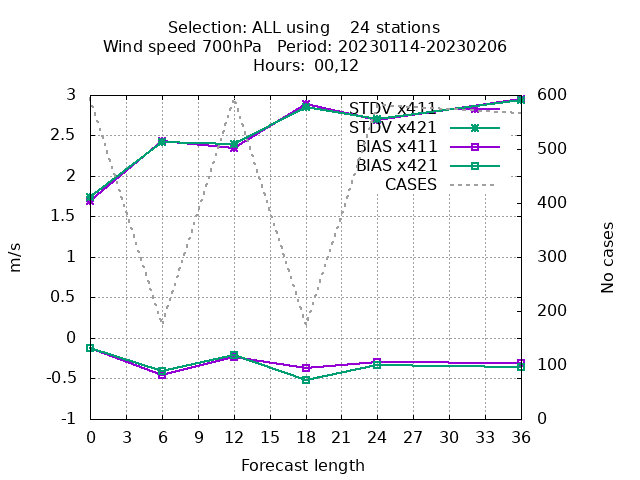 Selection: ALL using    24 stations
Wind speed 700hPa   Period: 20230114-20230206
Hours:  00,12
3
2.5
2
1.5
1
0.5
0
-0.5
-1
m/s
600
500
400
300
200
100
0
No cases
STDV x411
STDV x421
BIAS x411
BIAS x421
CASES
0 3 6 9 12 15 18 21 24 27 30 33 36
Forecast length